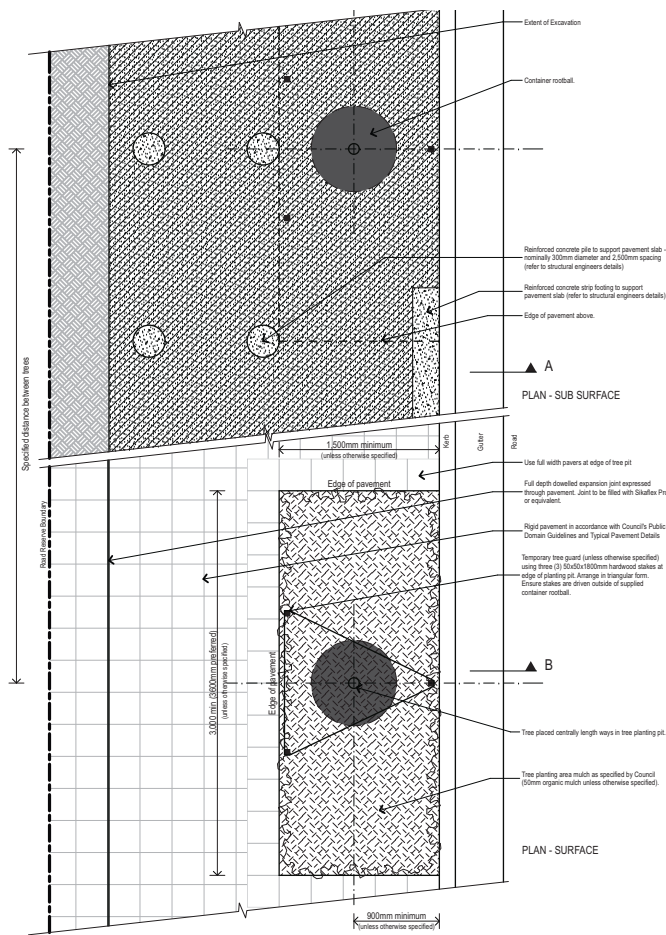 Extent of Excavation
Container rootball.
Reinforced concrete pile to support pavement slab -
nominally 300mm diameter and 2,500mm spacing
(refer to structural engineers details)
Reinforced concrete strip footing to support
pavement slab (refer to structural engineers details)
Edge of pavement above.
A
PLAN - SUB SURFACE
Specified distance between trees
1,500mm minimum
(unless otherwise specified)
Kerb
Gutter
Road
Use full width pavers at edge of tree pit
Edge of pavement
Full depth dowelled expansion joint expressed
through pavement. Joint to be filled with Sikaflex Pro
or equivalent.
Road Reserve Boundary
Rigid pavement in accordance with Council's Public
Domain Guidelines and Typical Pavement Details
Temporary tree guard (unless otherwise specified)
using three (3) 50x50x1800mm hardwood stakes at
edge of planting pit. Arrange in triangular form.
Ensure stakes are driven outside of supplied
container rootball.
3,000 min (3600mm preferred)
(unless otherwise specified)
Edge of pavement
B
Tree placed centrally length ways in tree planting pit.
Tree planting area mulch as specified by Council
(50mm organic mulch unless otherwise specified).
PLAN - SURFACE
900mm minimum
(unless otherwise specified)